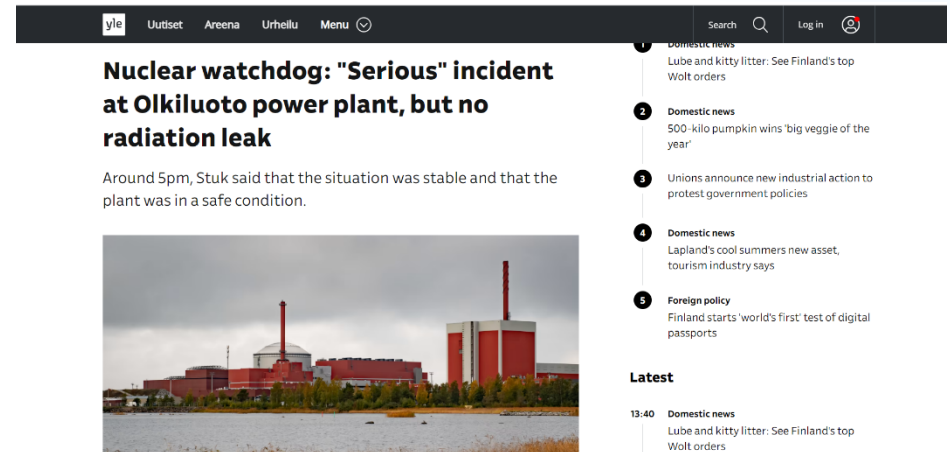 yle Uutiset Areena Urheilu Menu Search Log in
Nuclear watchdog: "Serious" incident
at Olkiluoto power plant, but no
radiation leak
Around 5pm, Stuk said that the situation was stable and that the
plant was in a safe condition.
1 Domestic news
Lube and kitty litter: See Finland's top
Wolt orders
2 Domestic news
500-kilo pumpkin wins 'big veggie of the
year'
3 Unions announce new industrial action to
protest government policies
4 Domestic news
Lapland's cool summers new asset,
tourism industry says
5 Foreign policy
Finland starts 'world's first' test of digital
passports
Latest
13:40 Domestic news
Lube and kitty litter: See Finland's top
Wolt orders